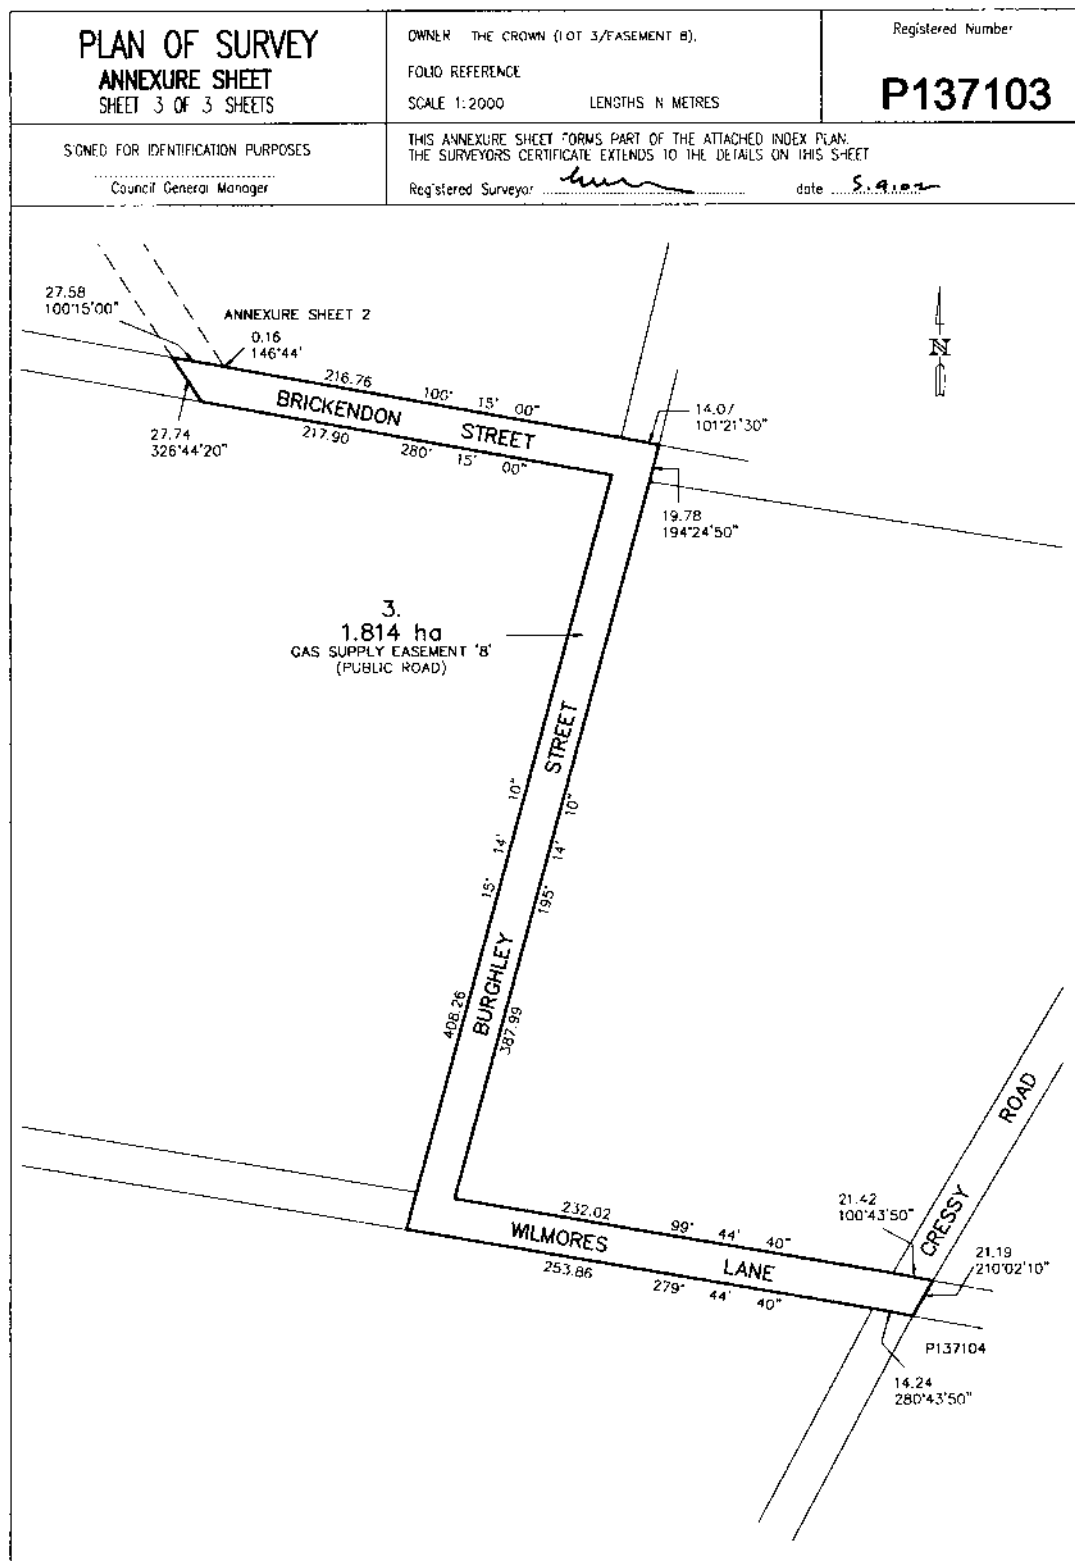 PLAN OF SURVEY
ANNEXURE SHEET
SHEET 3 OF 3 SHEETS
OWNER THE CROWN (LOT 3/EASEMENT B).
FOLIO REFERENCE
SCALE 1:2000 LENGTHS IN METRES
Registered Number
P137103
SIGNED FOR IDENTIFICATION PURPOSES
Council General Manager
THIS ANNEXURE SHEET FORMS PART OF THE ATTACHED INDEX PLAN.
THE SURVEYORS CERTIFICATE EXTENDS TO THE DETAILS ON THIS SHEET
Registered Surveyor date 5.9.02
27.58
100°15'00"
ANNEXURE SHEET 2
0.16
146°44'
N
216.76 100° 15' 00"
BRICKENDON STREET
217.90 280° 15' 00"
27.74
326°44'20"
14.07
101°21'30"
19.78
194°24'50"
3.
1.814 ha
GAS SUPPLY EASEMENT 'B'
(PUBLIC ROAD)
408.26 15° 14' 10"
BURGHLEY STREET
387.99 195° 14' 10"
232.02 99° 44' 40"
WILMORES LANE
253.86 279° 44' 40"
21.42
100°43'50"
CRESSY ROAD
21.19
210°02'10"
P137104
14.24
280°43'50"